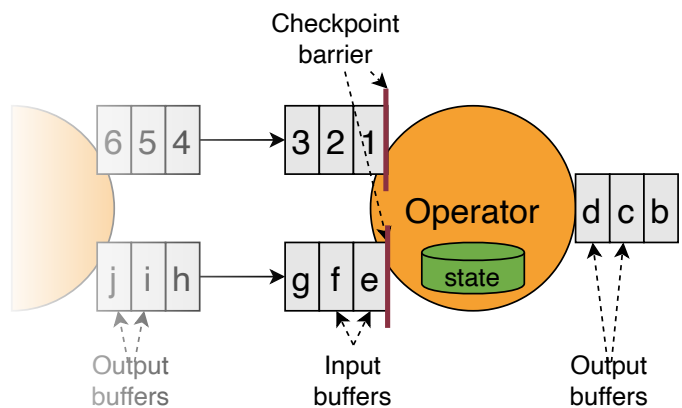 Checkpoint
barrier
6 5 4
3 2 1
Operator
d c b
j i h
g f e
state
Output
buffers
Input
buffers
Output
buffers